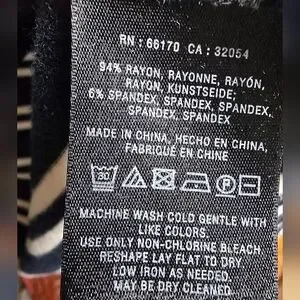 RN : 66170 CA : 32054
94% RAYON, RAYONNE, RAYÓN,
RAYON, KUNSTSEIDE;
6% SPANDEX, SPANDEX, SPANDEX,
SPANDEX, SPANDEX
MADE IN CHINA, HECHO EN CHINA,
FABRIQUÉ EN CHINE
30 P
MACHINE WASH COLD GENTLE WITH
LIKE COLORS.
USE ONLY NON-CHLORINE BLEACH.
RESHAPE LAY FLAT TO DRY
LOW IRON AS NEEDED.
MAY BE DRY CLEANED